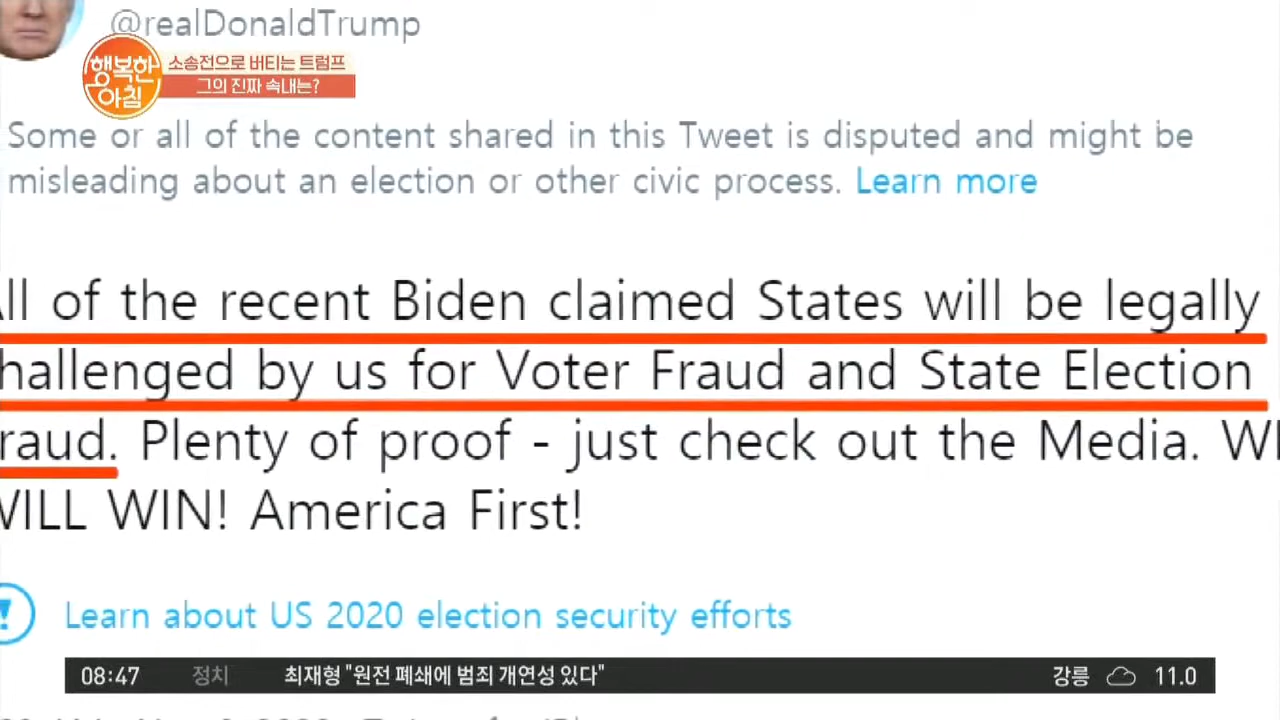 @realDonaldTrump
행복한
아침
소송전으로 버티는 트럼프
그의 진짜 속내는?
Some or all of the content shared in this Tweet is disputed and might be
misleading about an election or other civic process. Learn more
ll of the recent Biden claimed States will be legally
hallenged by us for Voter Fraud and State Election
raud. Plenty of proof - just check out the Media. W
WILL WIN! America First!
Learn about US 2020 election security efforts
08:47 정치 최재형 "원전 폐쇄에 범죄 개연성 있다" 강릉 11.0